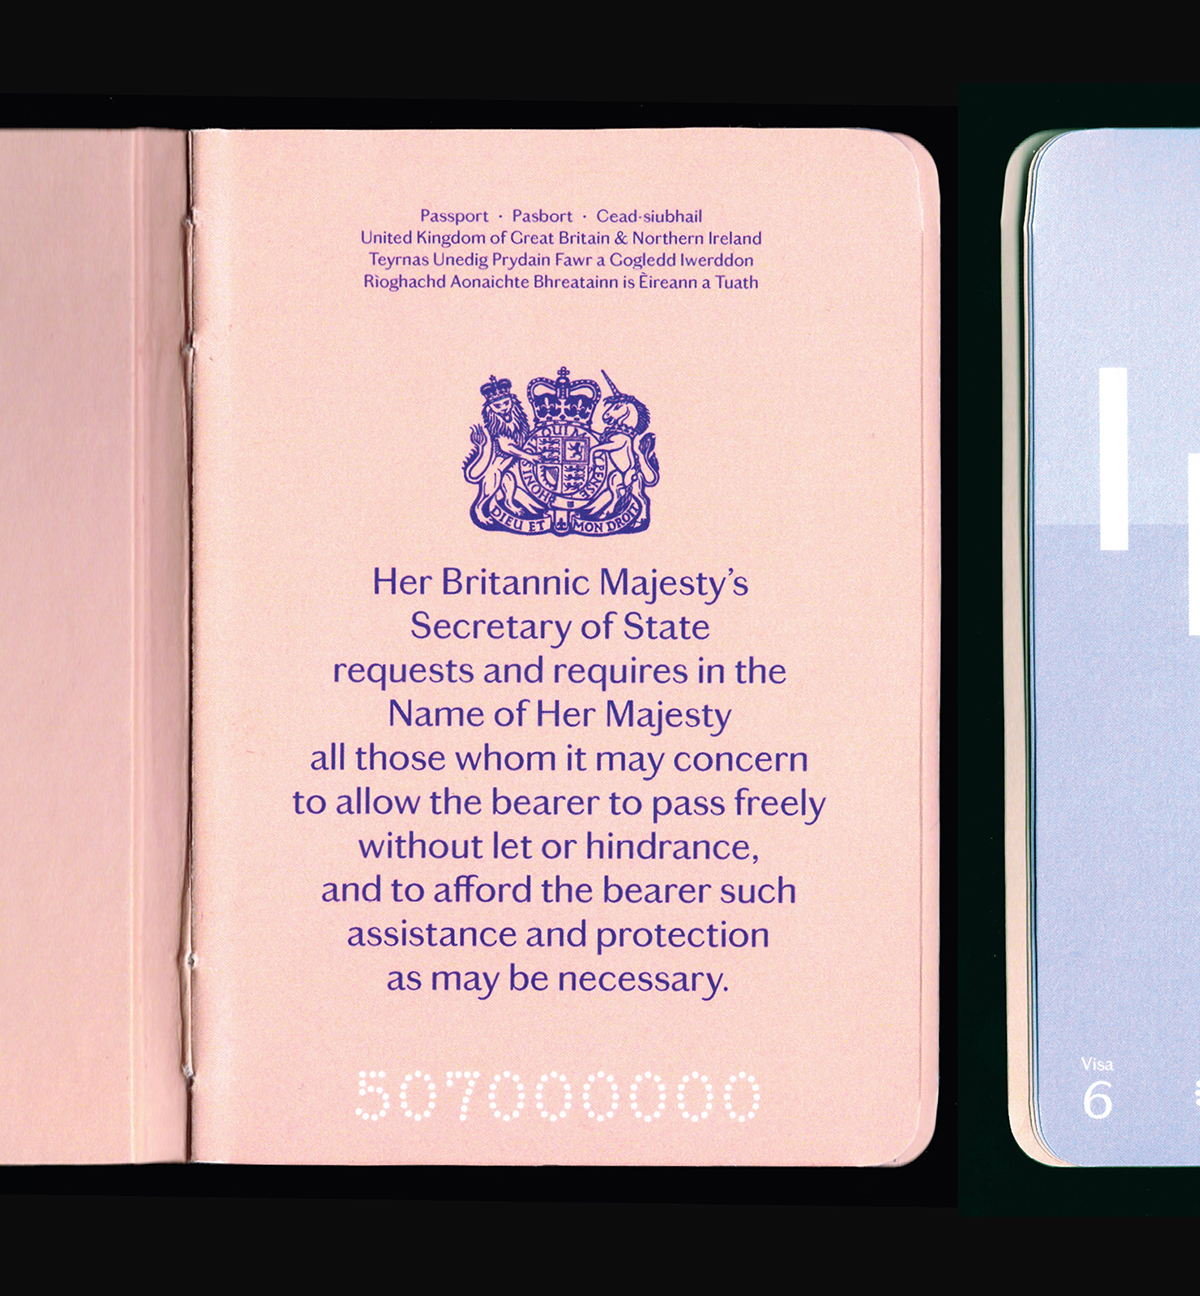 Passport · Pasbort · Cead-siubhail
United Kingdom of Great Britain & Northern Ireland
Teyrnas Unedig Prydain Fawr a Gogledd Iwerddon
Rìoghachd Aonaichte Bhreatainn is Èireann a Tuath
DIEU ET MON DROIT
Her Britannic Majesty’s
Secretary of State
requests and requires in the
Name of Her Majesty
all those whom it may concern
to allow the bearer to pass freely
without let or hindrance,
and to afford the bearer such
assistance and protection
as may be necessary.
507000000
Visa
6